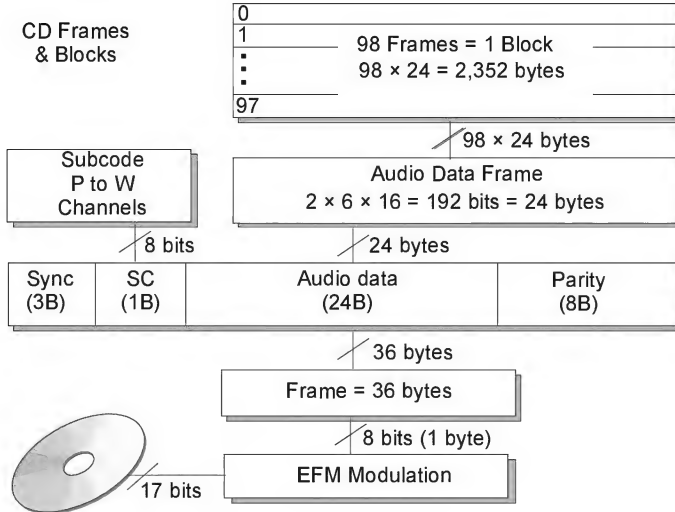 CD Frames
& Blocks
0
1
98 Frames = 1 Block
98 × 24 = 2,352 bytes
97
98 × 24 bytes
Subcode
P to W
Channels
Audio Data Frame
2 × 6 × 16 = 192 bits = 24 bytes
8 bits
24 bytes
Sync
(3B)
SC
(1B)
Audio data
(24B)
Parity
(8B)
36 bytes
Frame = 36 bytes
8 bits (1 byte)
EFM Modulation
17 bits